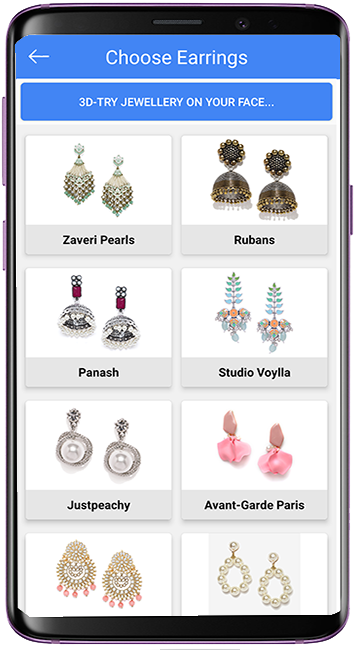 Choose Earrings
3D-TRY JEWELLERY ON YOUR FACE...
Zaveri Pearls
Rubans
Panash
Studio Voylla
Justpeachy
Avant-Garde Paris